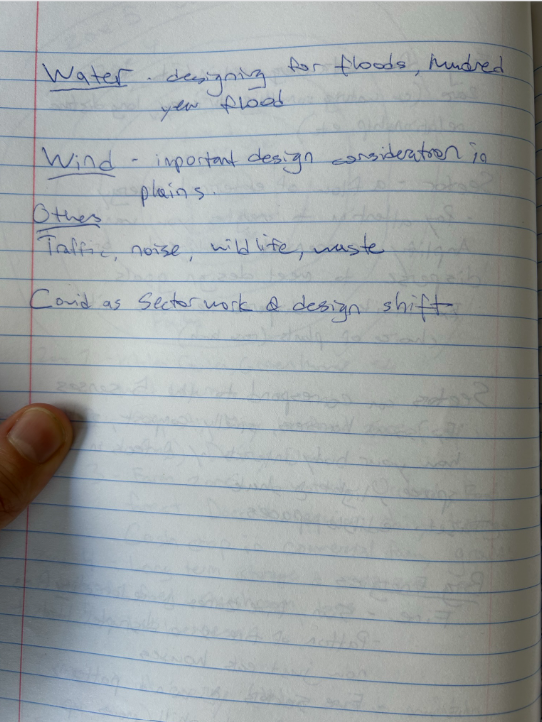 Water - designing for floods, hundred
year flood
Wind - important design consideration in
plains.
Other
Traffic, noise, wildlife, waste
Covid as Sector work & design shift